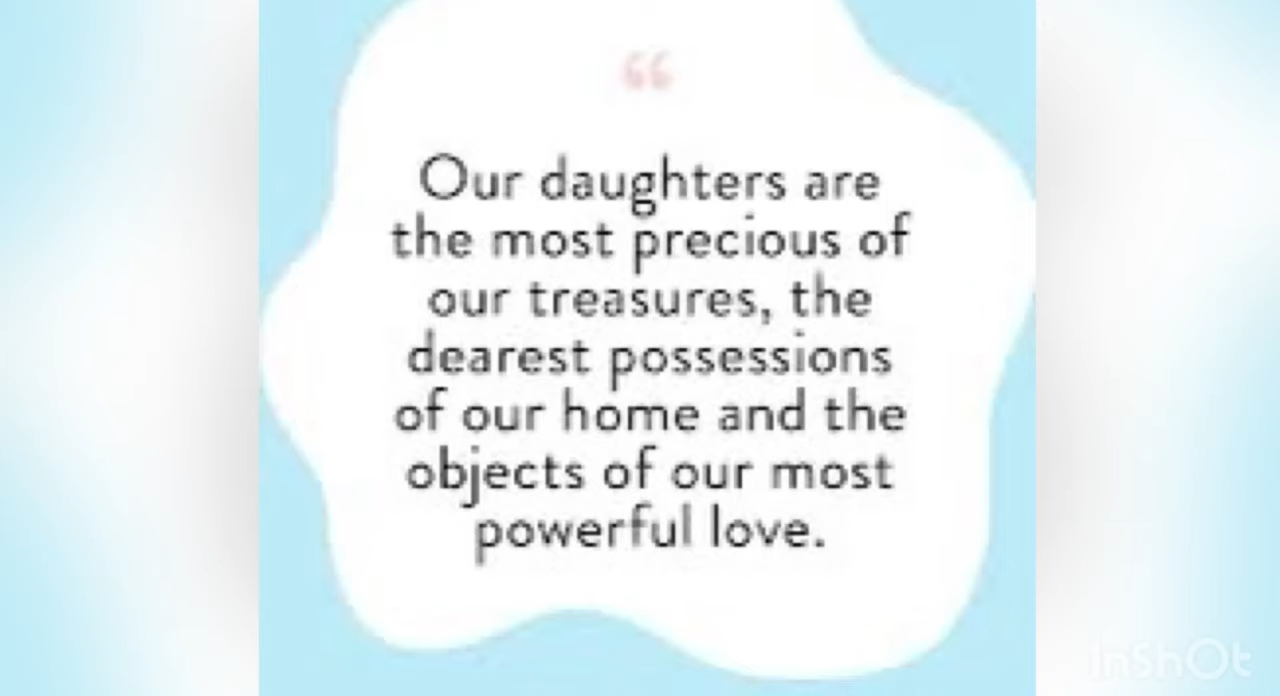 “
Our daughters are
the most precious of
our treasures, the
dearest possessions
of our home and the
objects of our most
powerful love.
InShOt